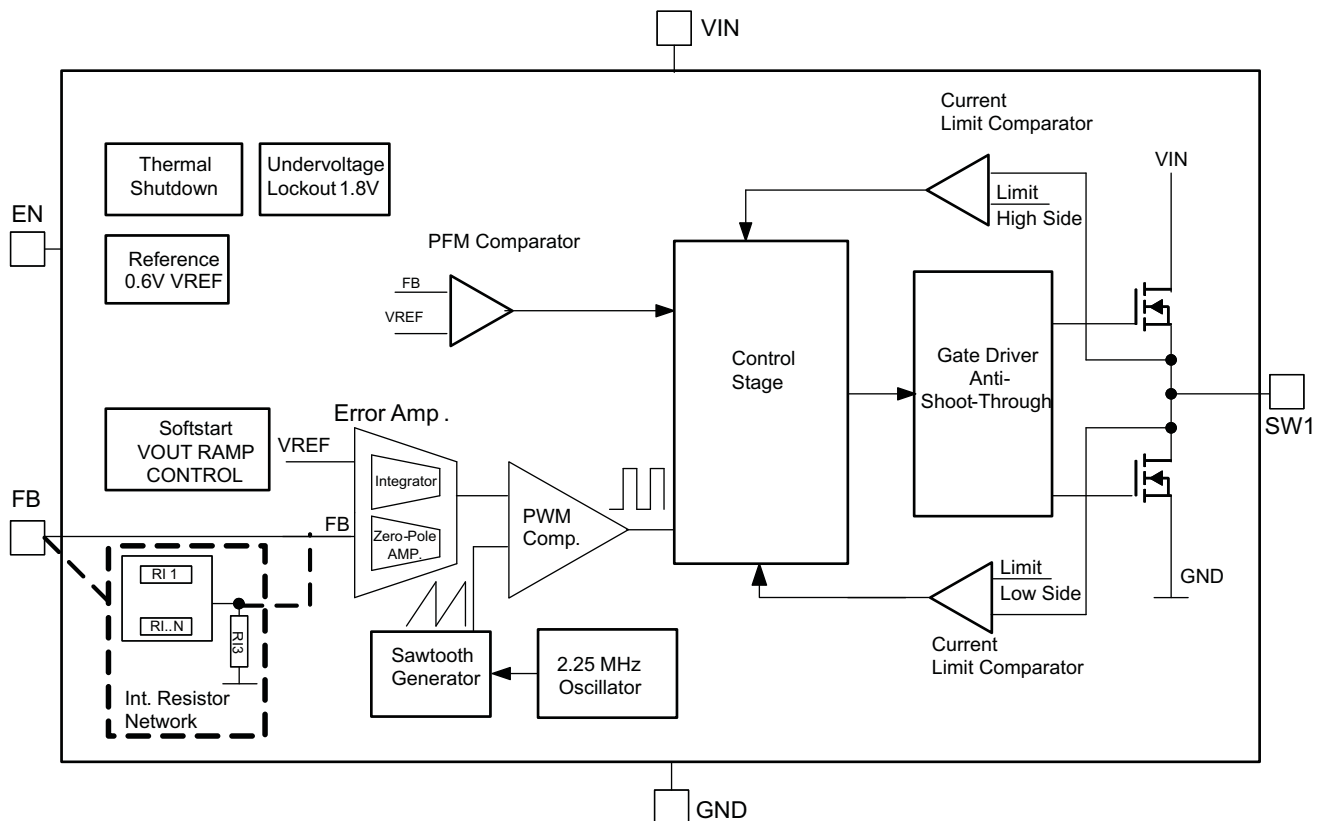 VIN
Current
Limit Comparator
Thermal
Shutdown
Undervoltage
Lockout 1.8V
VIN
Limit
High Side
EN
PFM Comparator
Reference
0.6V VREF
FB
VREF
Control
Stage
Gate Driver
Anti-
Shoot-Through
SW1
Softstart
VOUT RAMP
CONTROL
Error Amp .
VREF
Integrator
FB
FB
Zero-Pole
AMP.
PWM
Comp.
RI 1
RI..N
RI3
Int. Resistor
Network
Sawtooth
Generator
2.25 MHz
Oscillator
Limit
Low Side
GND
Current
Limit Comparator
GND